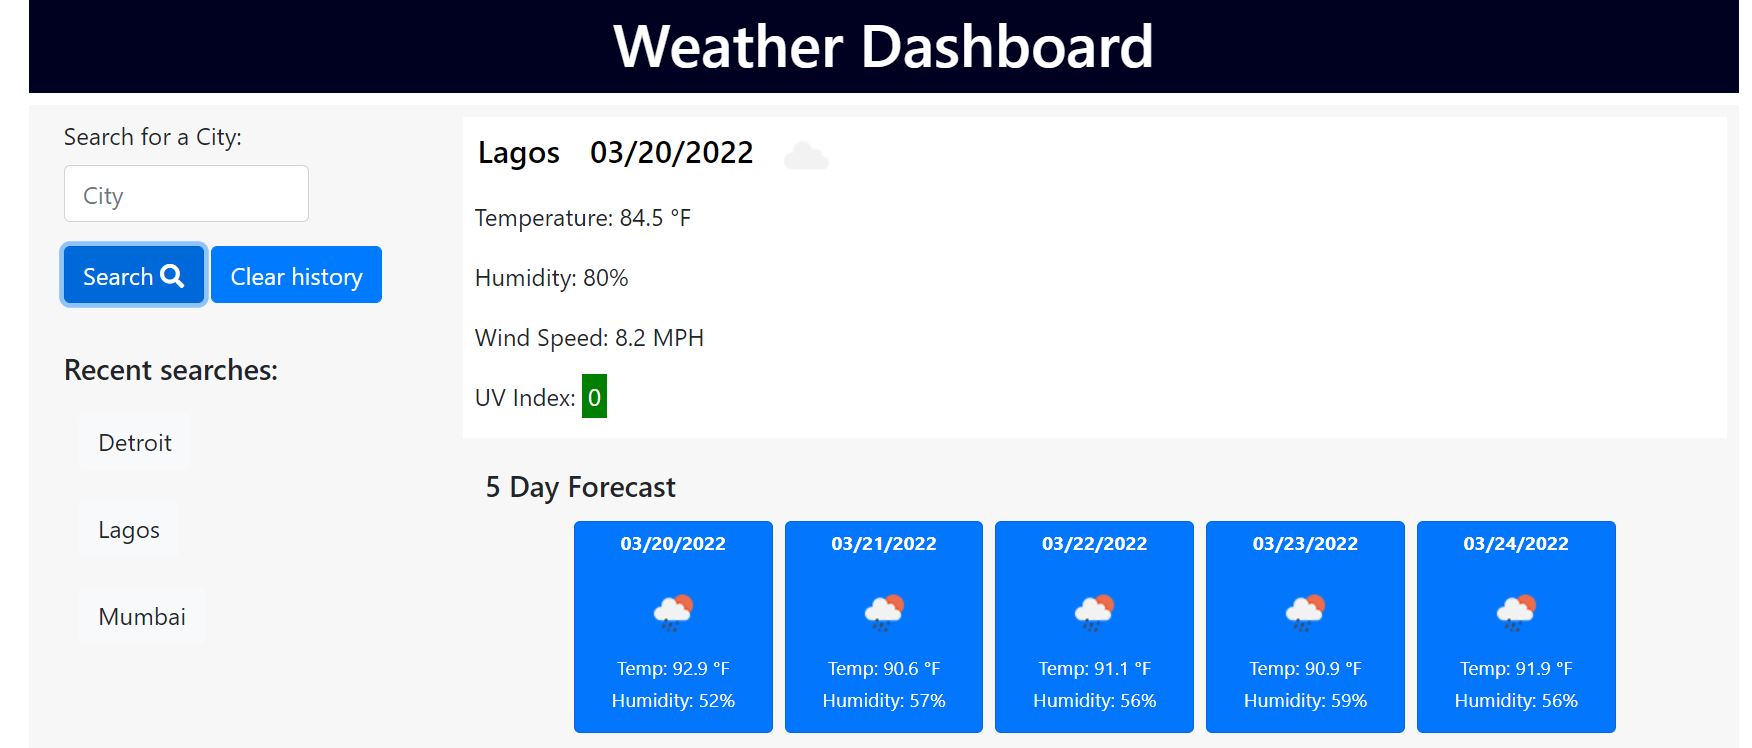 Weather Dashboard
Search for a City:
City
Search
Clear history
Recent searches:
Detroit
Lagos
Mumbai
Lagos 03/20/2022
Temperature: 84.5 °F
Humidity: 80%
Wind Speed: 8.2 MPH
UV Index: 0
5 Day Forecast
03/20/2022
Temp: 92.9 °F
Humidity: 52%
03/21/2022
Temp: 90.6 °F
Humidity: 57%
03/22/2022
Temp: 91.1 °F
Humidity: 56%
03/23/2022
Temp: 90.9 °F
Humidity: 59%
03/24/2022
Temp: 91.9 °F
Humidity: 56%